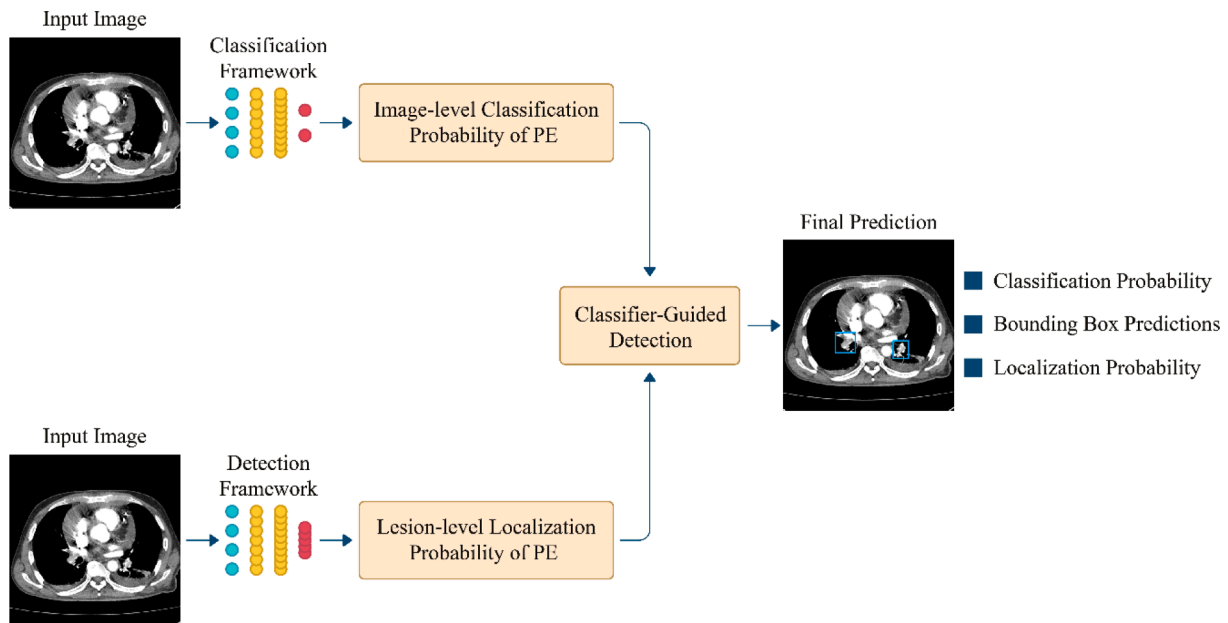 Input Image
Classification
Framework
Image-level Classification
Probability of PE
Input Image
Detection
Framework
Lesion-level Localization
Probability of PE
Classifier-Guided
Detection
Final Prediction
Classification Probability
Bounding Box Predictions
Localization Probability